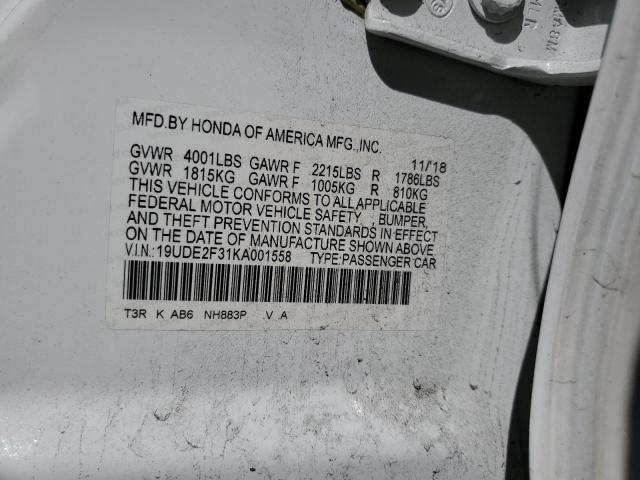 MFD.BY HONDA OF AMERICA MFG.,INC.
11/'18
GVWR 4001LBS GAWR F 2215LBS R 1786LBS
GVWR 1815KG GAWR F 1005KG R 810KG
THIS VEHICLE CONFORMS TO ALL APPLICABLE
FEDERAL MOTOR VEHICLE SAFETY BUMPER,
AND THEFT PREVENTION STANDARDS IN EFFECT
ON THE DATE OF MANUFACTURE SHOWN ABOVE.
V.I.N.: 19UDE2F31KA001558 TYPE:PASSENGER CAR
T3R K AB6 NH883P V A